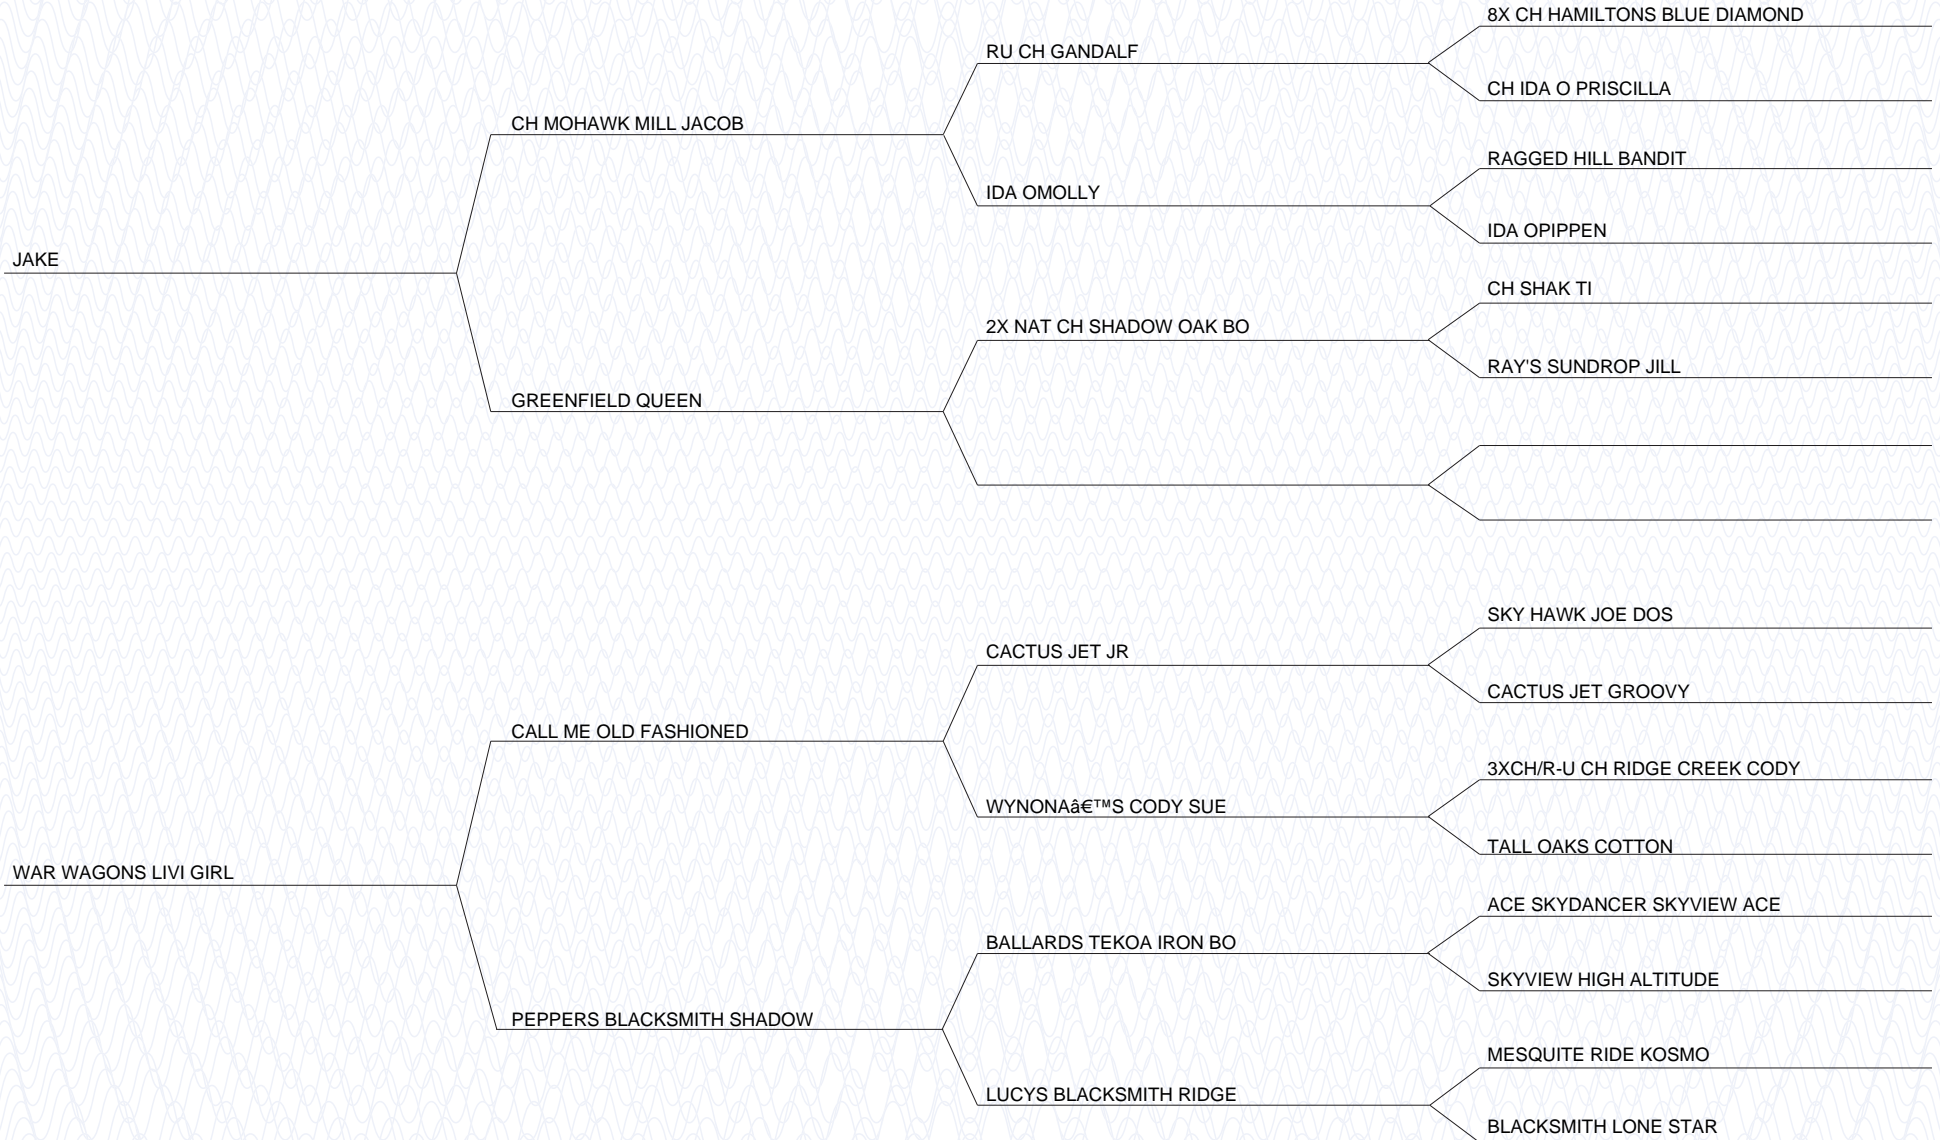 8X CH HAMILTONS BLUE DIAMOND
RU CH GANDALF
CH IDA O PRISCILLA
CH MOHAWK MILL JACOB
RAGGED HILL BANDIT
IDA OMOLLY
IDA OPIPPEN
JAKE
CH SHAK TI
2X NAT CH SHADOW OAK BO
RAY'S SUNDROP JILL
GREENFIELD QUEEN
SKY HAWK JOE DOS
CACTUS JET JR
CACTUS JET GROOVY
CALL ME OLD FASHIONED
3XCH/R-U CH RIDGE CREEK CODY
WYNONA’S CODY SUE
TALL OAKS COTTON
WAR WAGONS LIVI GIRL
ACE SKYDANCER SKYVIEW ACE
BALLARDS TEKOA IRON BO
SKYVIEW HIGH ALTITUDE
PEPPERS BLACKSMITH SHADOW
MESQUITE RIDE KOSMO
LUCYS BLACKSMITH RIDGE
BLACKSMITH LONE STAR